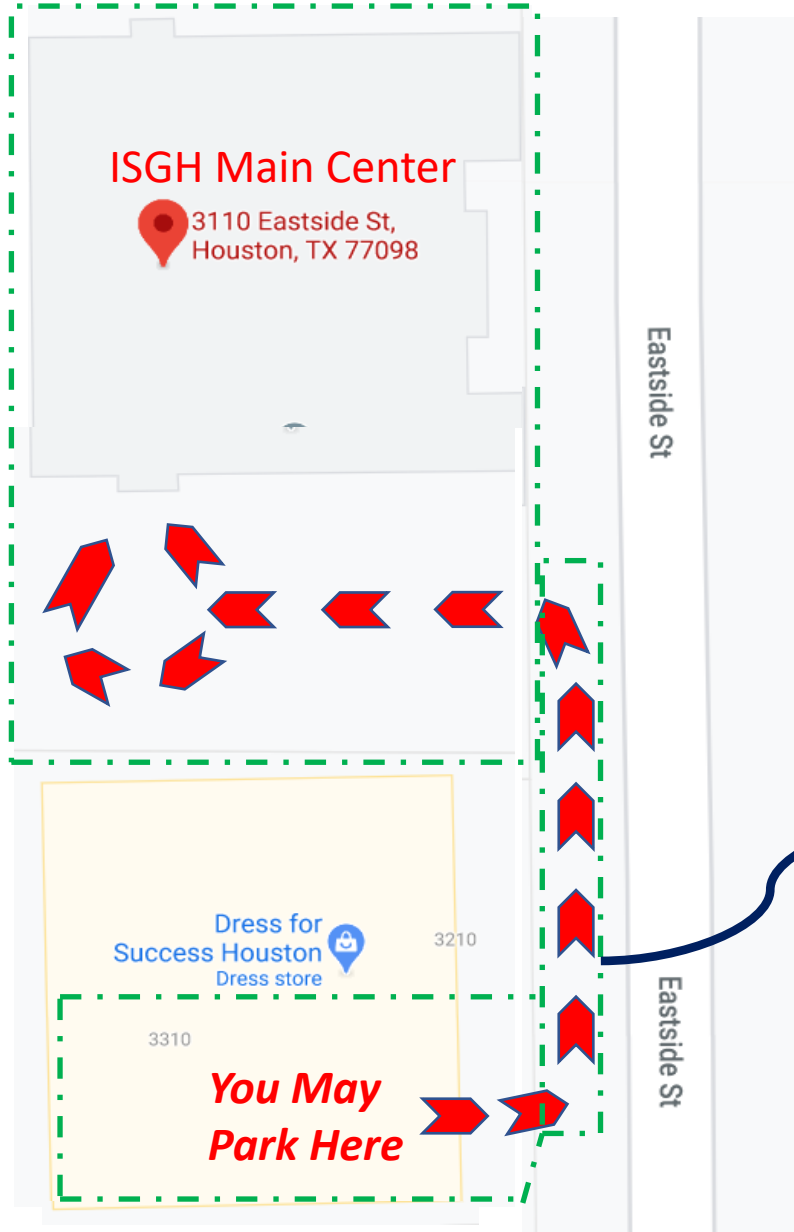 ISGH Main Center
3110 Eastside St,
Houston, TX 77098
Eastside St
Dress for
Success Houston
Dress store
3210
3310
Eastside St
You May
Park Here